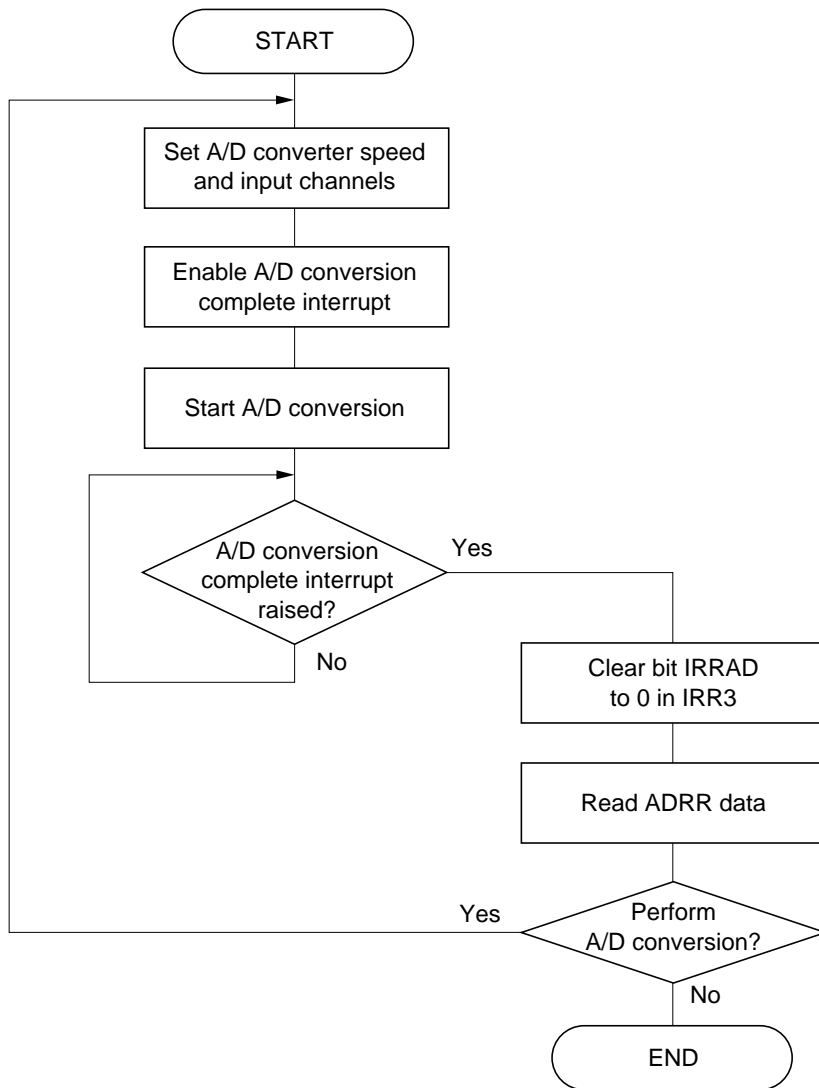 START
Set A/D converter speed
and input channels
Enable A/D conversion
complete interrupt
Start A/D conversion
A/D conversion
complete interrupt
raised?
Yes
No
Clear bit IRRAD
to 0 in IRR3
Read ADRR data
Perform
A/D conversion?
Yes
No
END